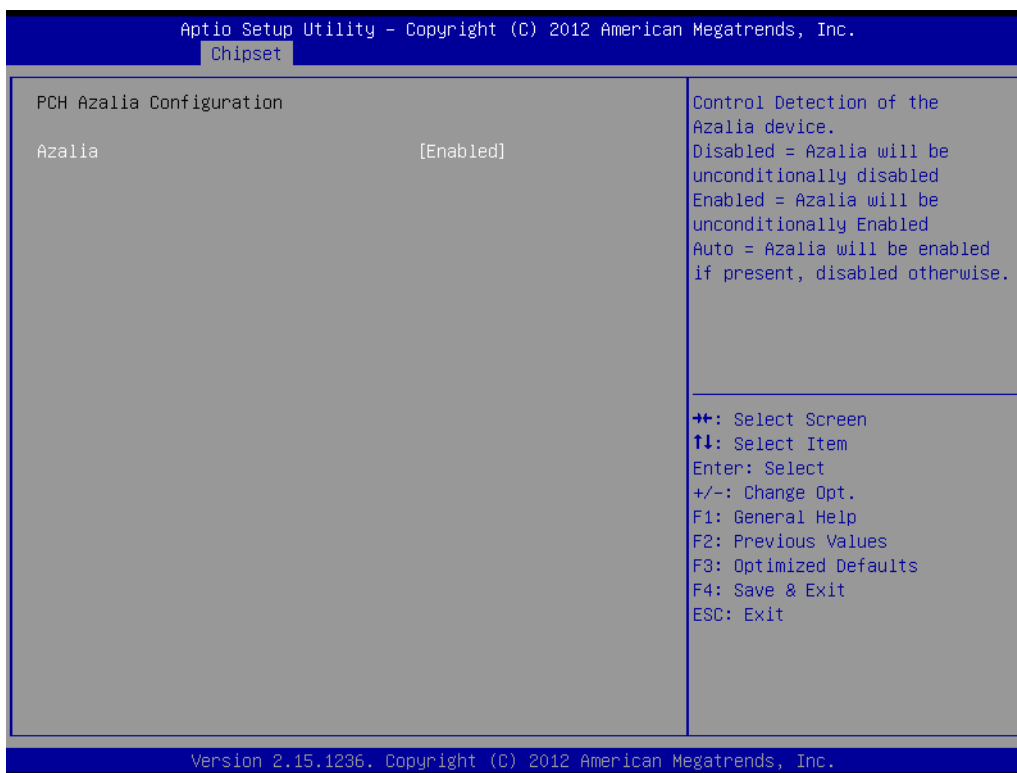 Aptio Setup Utility – Copyright (C) 2012 American Megatrends, Inc.
Chipset
PCH Azalia Configuration
Azalia [Enabled]
Control Detection of the
Azalia device.
Disabled = Azalia will be
unconditionally disabled
Enabled = Azalia will be
unconditionally Enabled
Auto = Azalia will be enabled
if present, disabled otherwise.
→←: Select Screen
↑↓: Select Item
Enter: Select
+/-: Change Opt.
F1: General Help
F2: Previous Values
F3: Optimized Defaults
F4: Save & Exit
ESC: Exit
Version 2.15.1236. Copyright (C) 2012 American Megatrends, Inc.